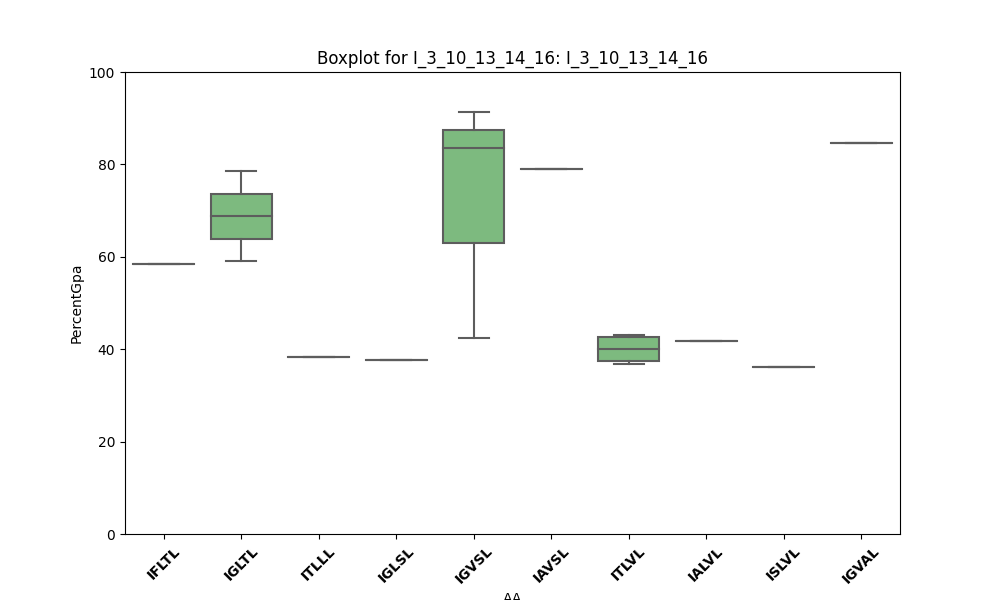 Boxplot for I_3_10_13_14_16: I_3_10_13_14_16
100
80
60
40
20
0
PercentGpa
IFLTL
IGLTL
ITLLL
IGLSL
IGVSL
IAVSL
ITLVL
IALVL
ISLVL
IGVAL
AA